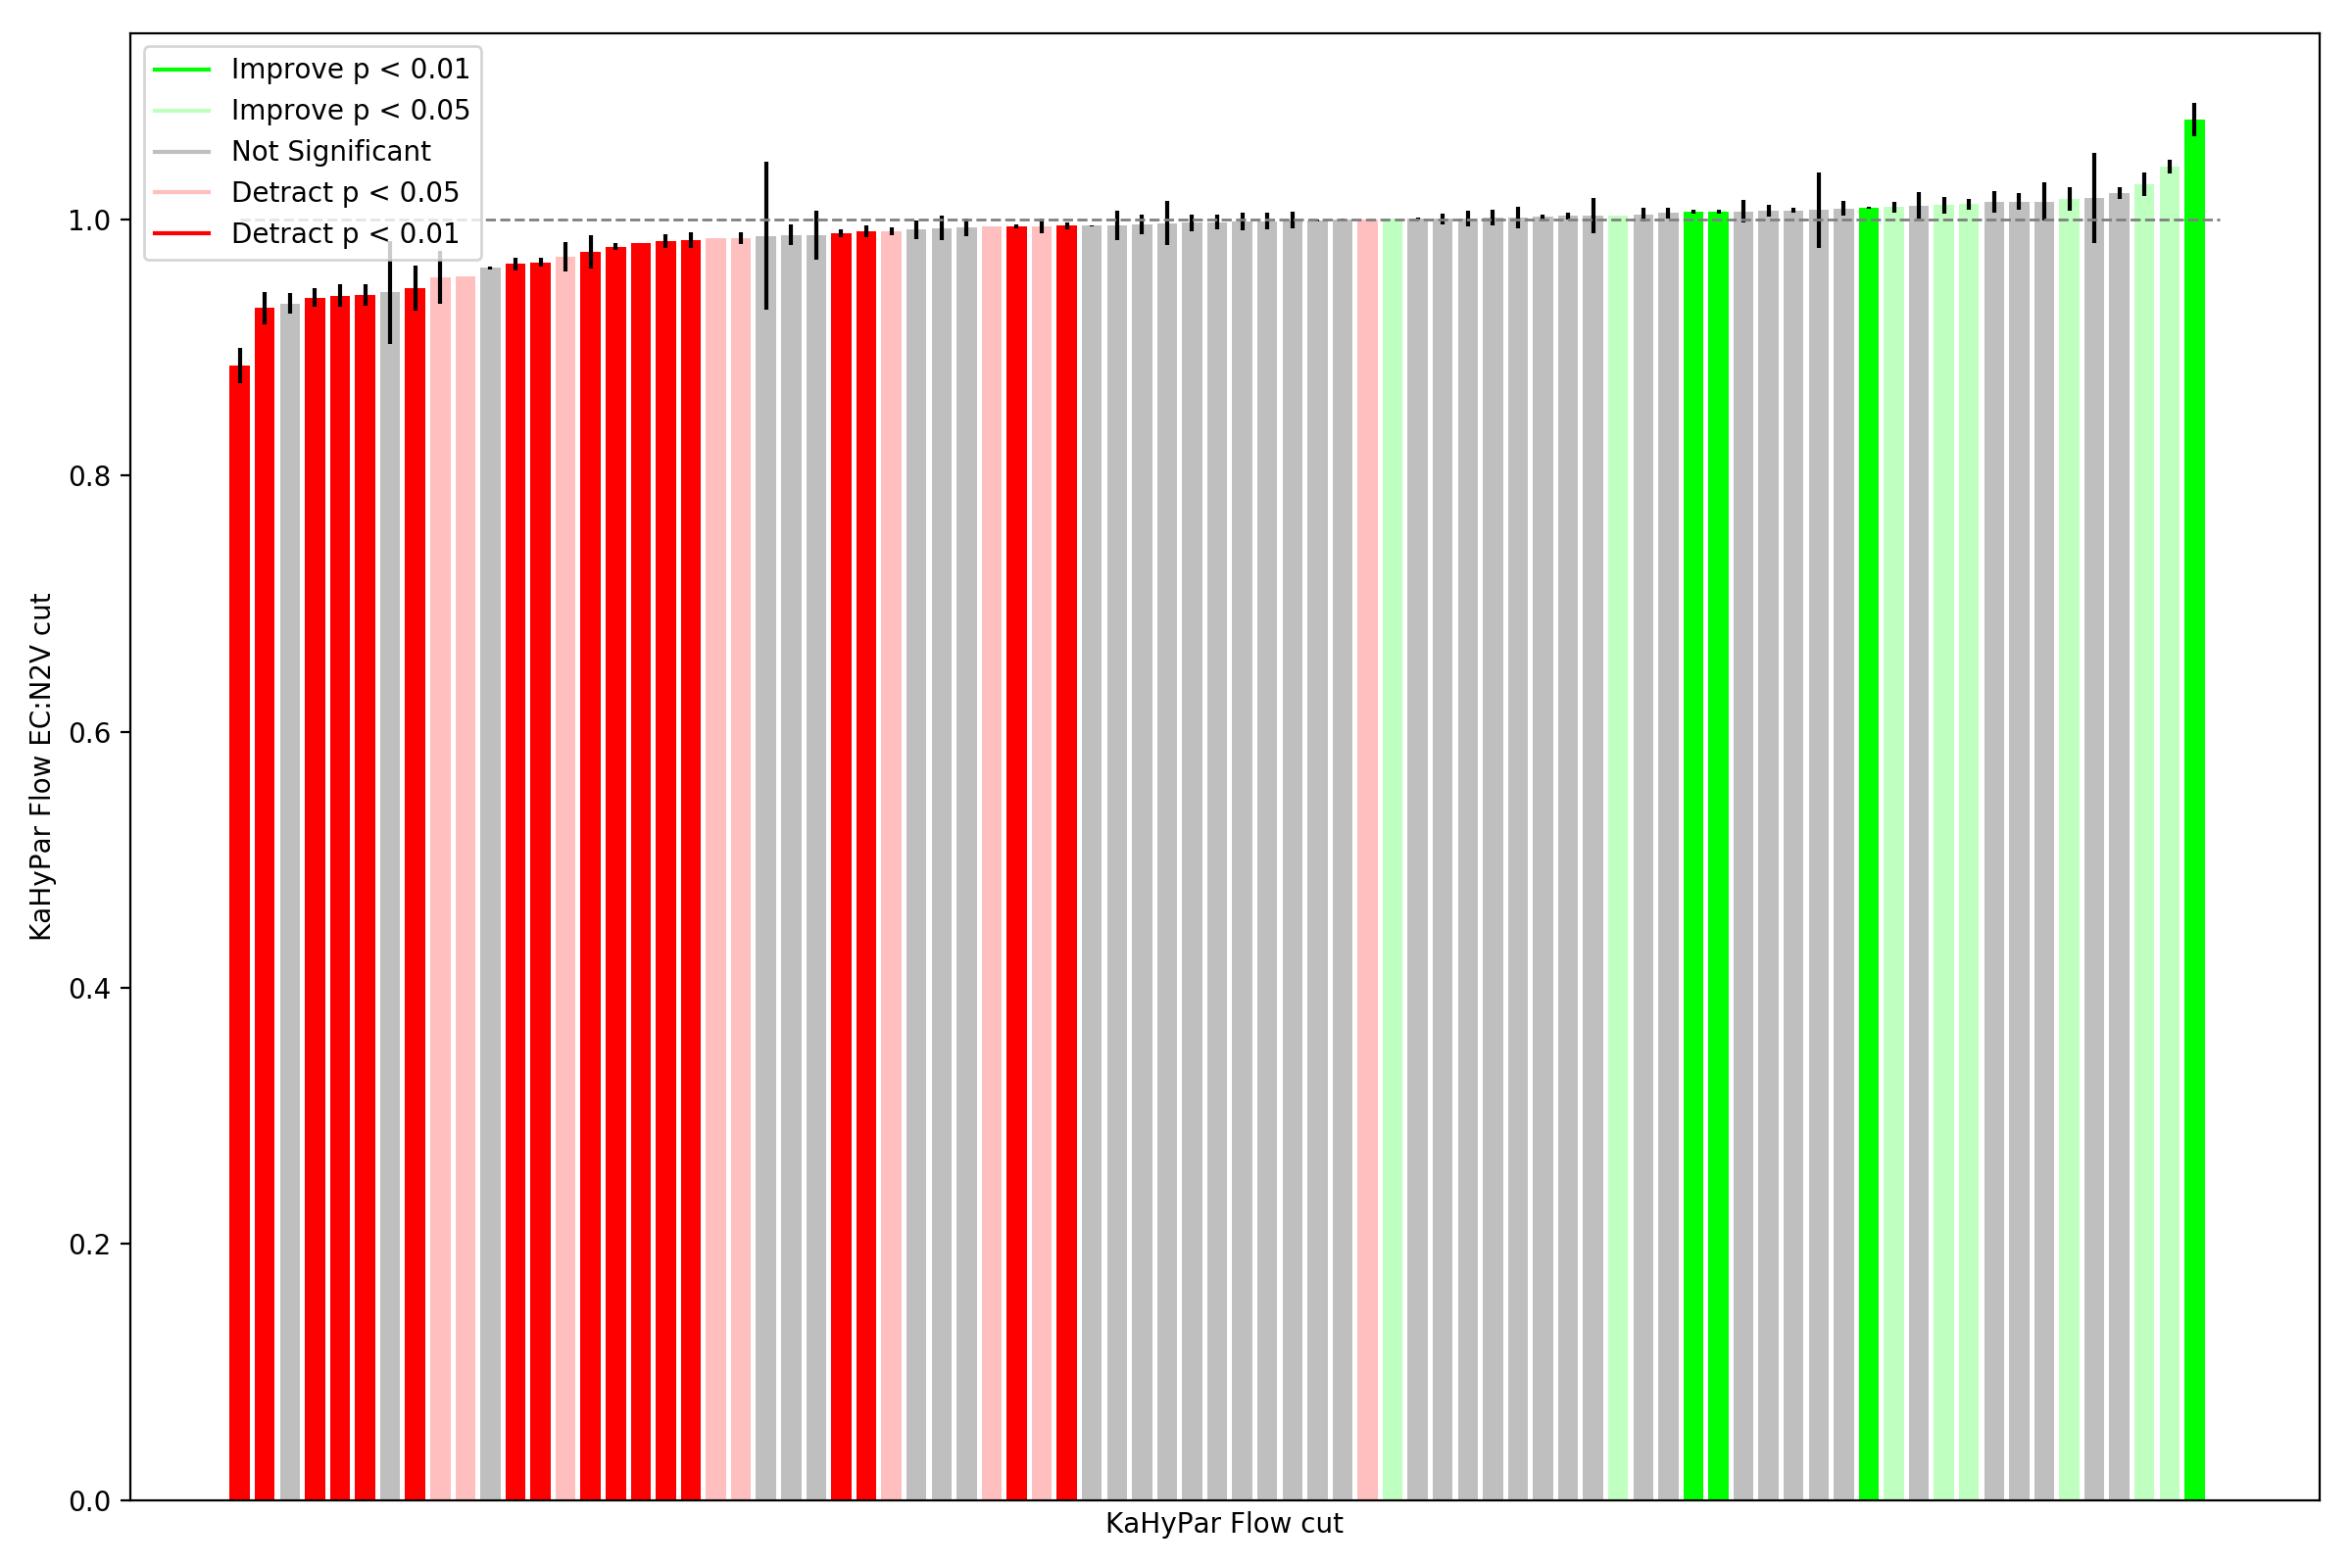 Improve p < 0.01
Improve p < 0.05
Not Significant
Detract p < 0.05
Detract p < 0.01
1.0
0.8
0.6
0.4
0.2
0.0
KaHyPar Flow EC:N2V cut
KaHyPar Flow cut